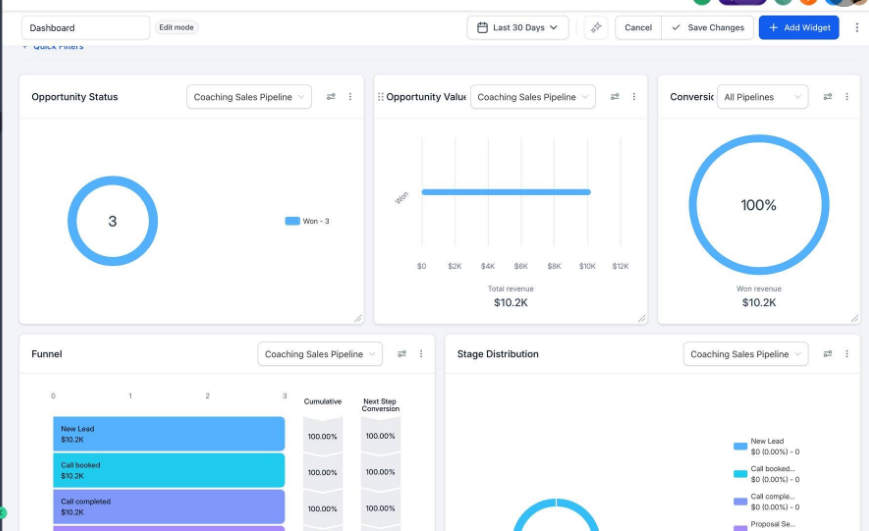 Dashboard
Edit mode
Last 30 Days
Cancel
Save Changes
+ Add Widget
Quick Filters
Opportunity Status
Coaching Sales Pipeline
3
Won - 3
Opportunity Value
Coaching Sales Pipeline
Won
$0 $2K $4K $6K $8K $10K $12K
Total revenue
$10.2K
Conversic
All Pipelines
100%
Won revenue
$10.2K
Funnel
Coaching Sales Pipeline
0 1 2 3
Cumulative
Next Step
Conversion
New Lead
$10.2K
100.00% 100.00%
Call booked
$10.2K
100.00% 100.00%
Call completed
$10.2K
100.00% 100.00%
Stage Distribution
Coaching Sales Pipeline
New Lead
$0 (0.00%) - 0
Call booked...
$0 (0.00%) - 0
Call comple...
$0 (0.00%) - 0
Proposal Se...